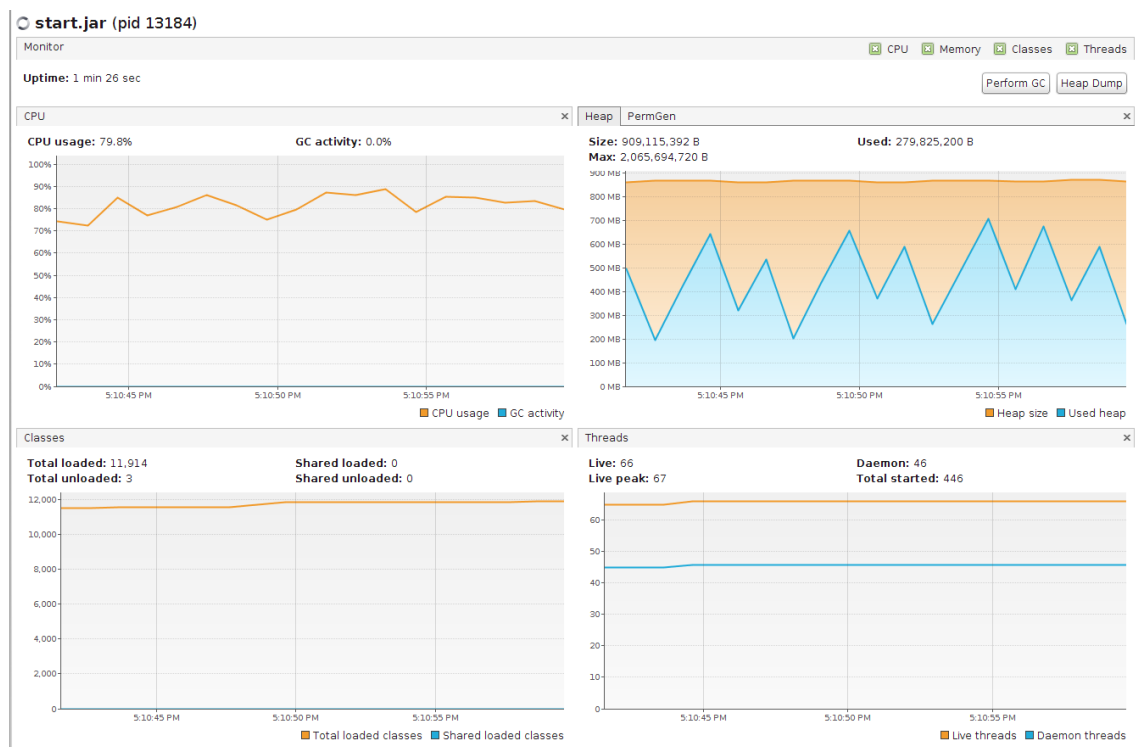 start.jar (pid 13184)
Monitor
CPU Memory Classes Threads
Uptime: 1 min 26 sec
Perform GC Heap Dump
CPU
CPU usage: 79.8% GC activity: 0.0%
100%
90%
80%
70%
60%
50%
40%
30%
20%
10%
0%
5:10:45 PM 5:10:50 PM 5:10:55 PM
CPU usage GC activity
Heap PermGen
Size: 909,115,392 B Used: 279,825,200 B
Max: 2,065,694,720 B
900 MB
800 MB
700 MB
600 MB
500 MB
400 MB
300 MB
200 MB
100 MB
0 MB
5:10:45 PM 5:10:50 PM 5:10:55 PM
Heap size Used heap
Classes
Total loaded: 11,914 Shared loaded: 0
Total unloaded: 3 Shared unloaded: 0
12,000
10,000
8,000
6,000
4,000
2,000
0
5:10:45 PM 5:10:50 PM 5:10:55 PM
Total loaded classes Shared loaded classes
Threads
Live: 66 Daemon: 46
Live peak: 67 Total started: 446
60
50
40
30
20
10
0
5:10:45 PM 5:10:50 PM 5:10:55 PM
Live threads Daemon threads